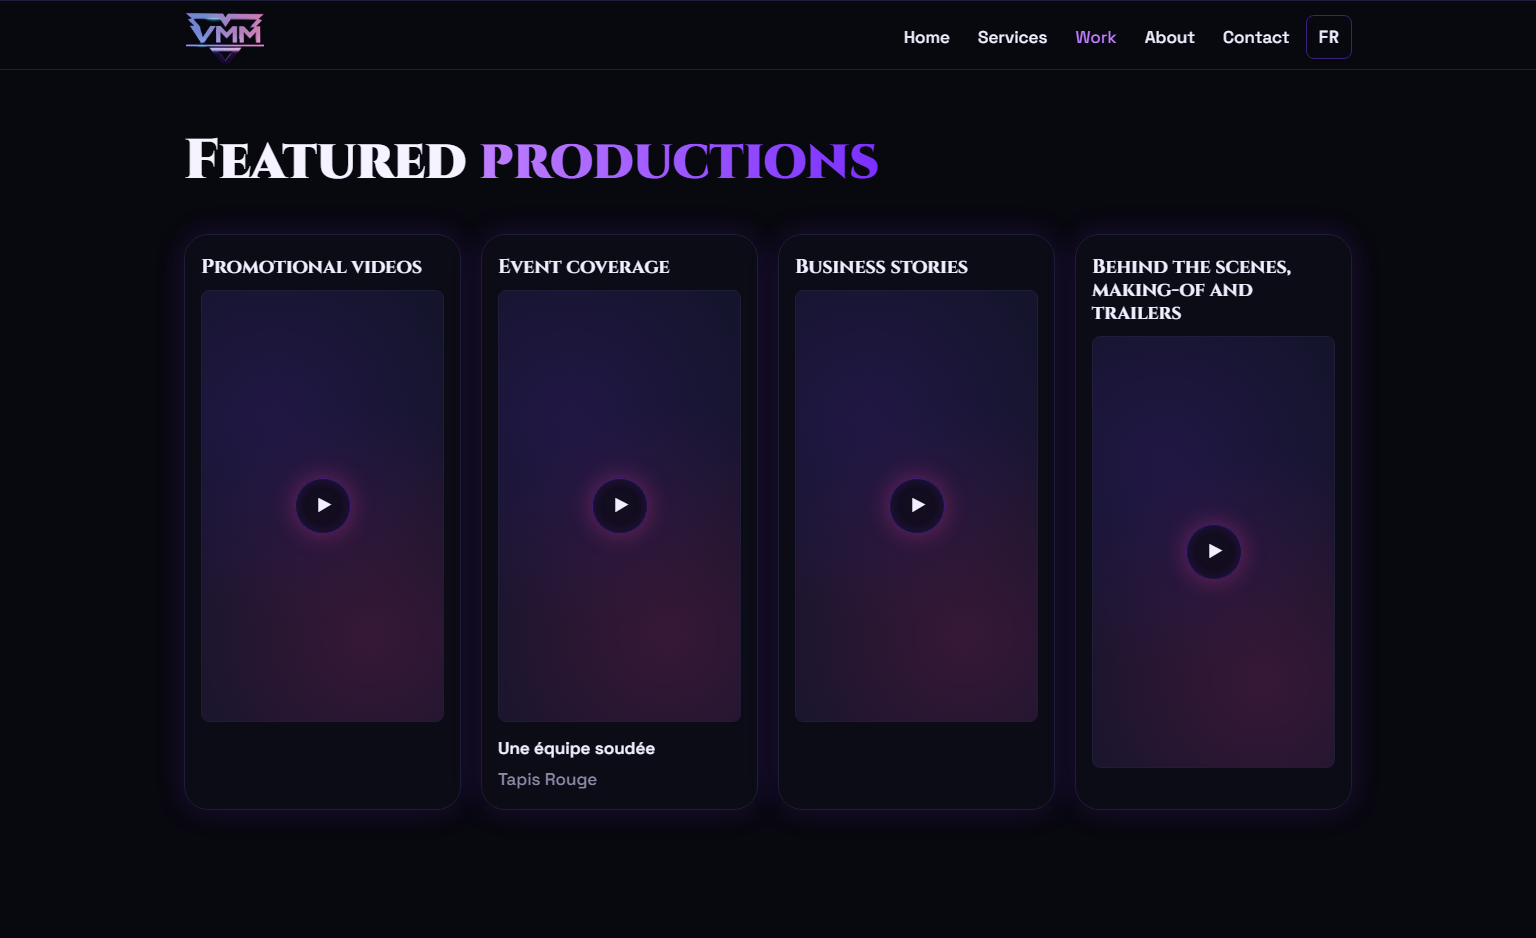 VMM
Home Services Work About Contact FR
Featured productions
Promotional videos
Event coverage
Une équipe soudée
Tapis Rouge
Business stories
Behind the scenes,
making-of and
trailers